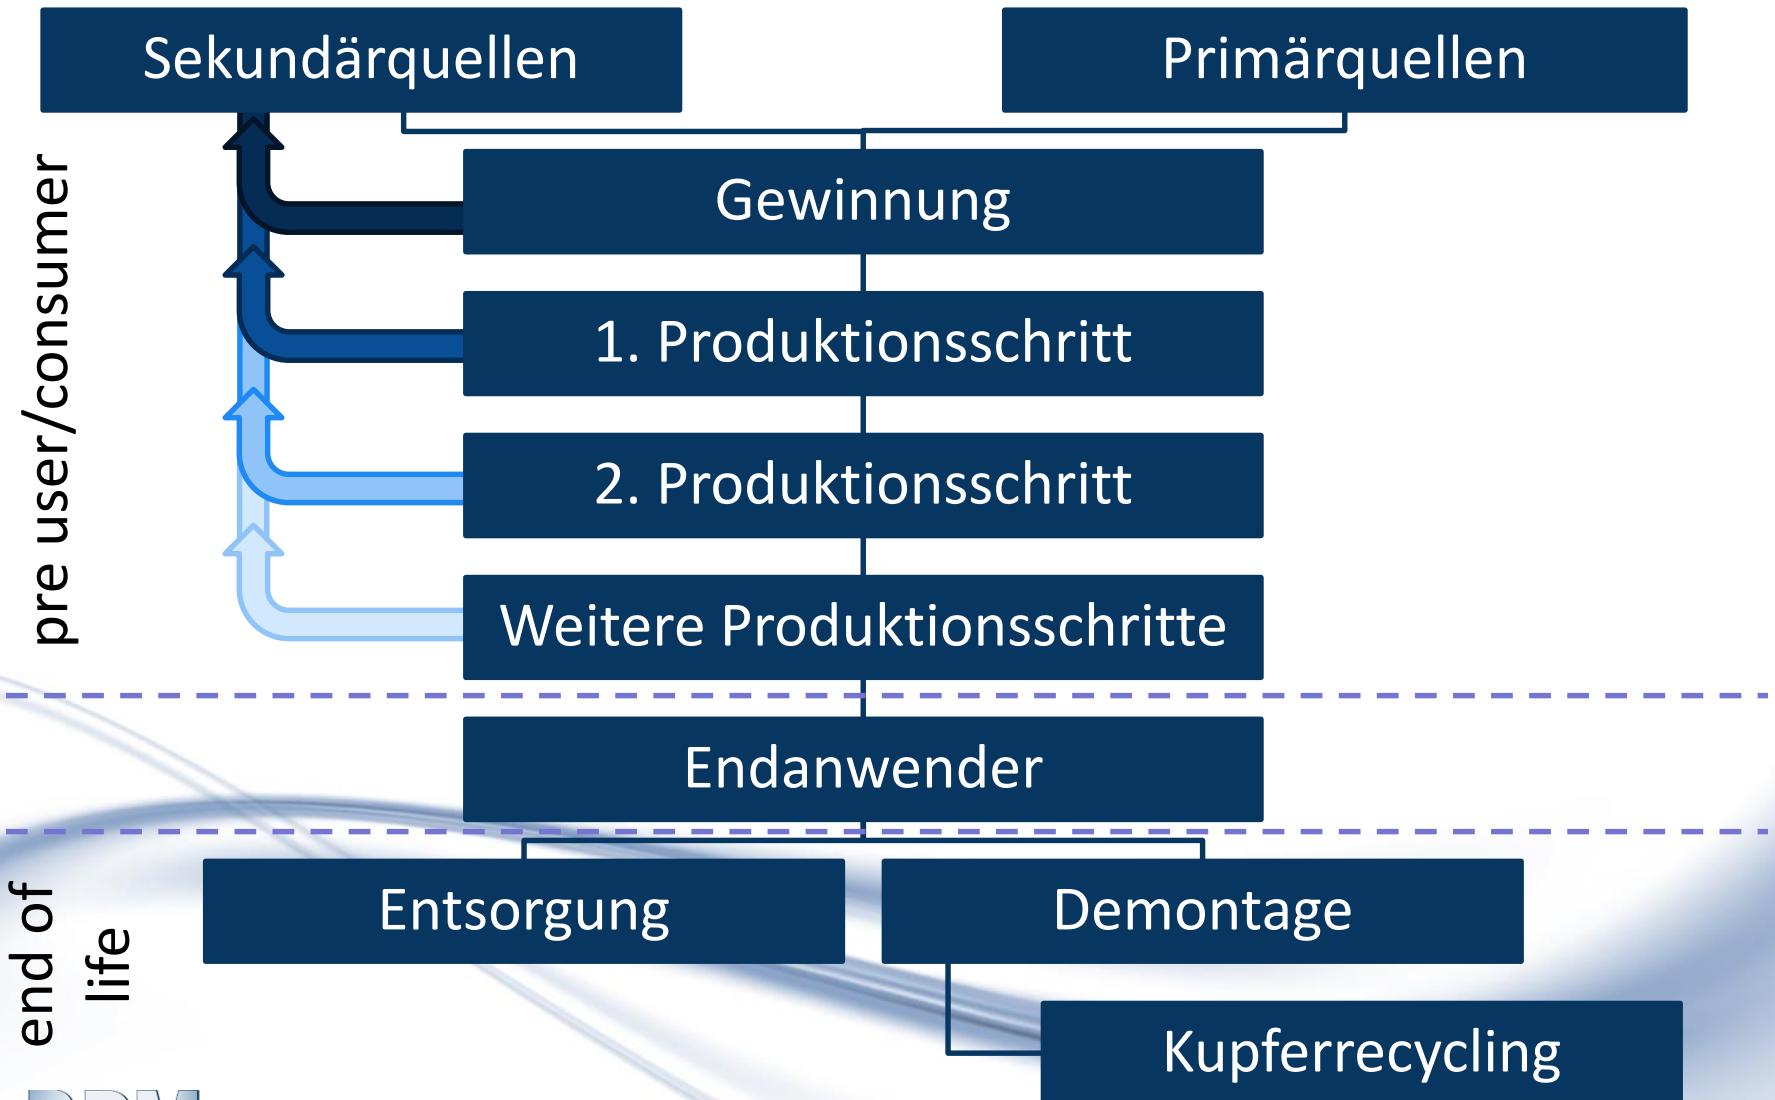 Sekundärquellen
Primärquellen
pre user/consumer
Gewinnung
1. Produktionsschritt
2. Produktionsschritt
Weitere Produktionsschritte
Endanwender
end of
life
Entsorgung
Demontage
Kupferrecycling